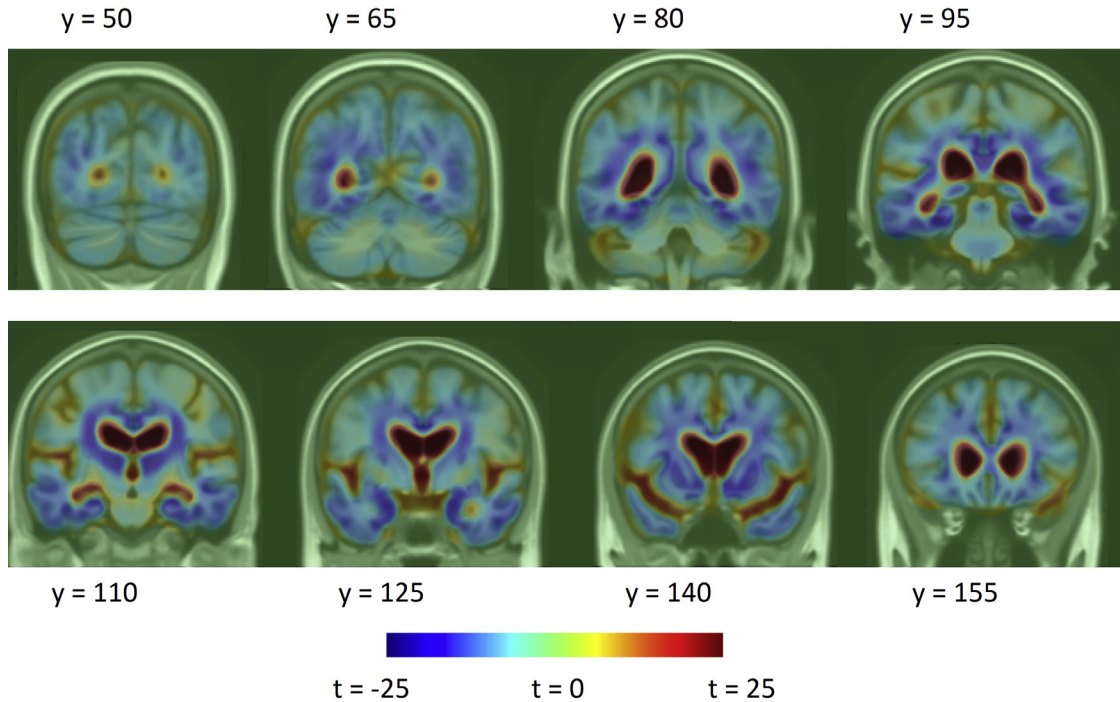 y = 50
y = 65
y = 80
y = 95
y = 110
y = 125
y = 140
y = 155
t = -25
t = 0
t = 25